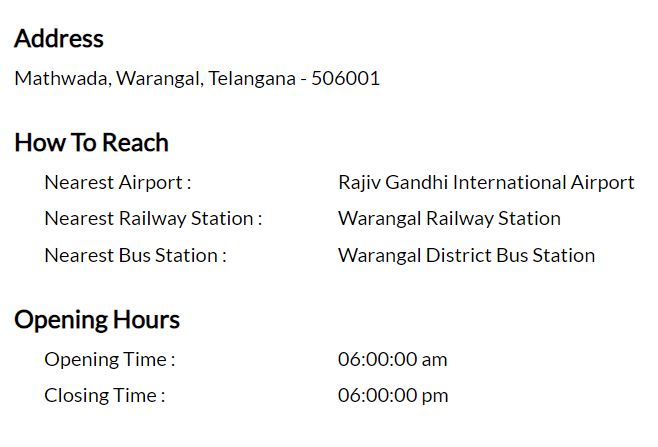 Address
Mathwada, Warangal, Telangana - 506001
How To Reach
Nearest Airport : Rajiv Gandhi International Airport
Nearest Railway Station : Warangal Railway Station
Nearest Bus Station : Warangal District Bus Station
Opening Hours
Opening Time : 06:00:00 am
Closing Time : 06:00:00 pm